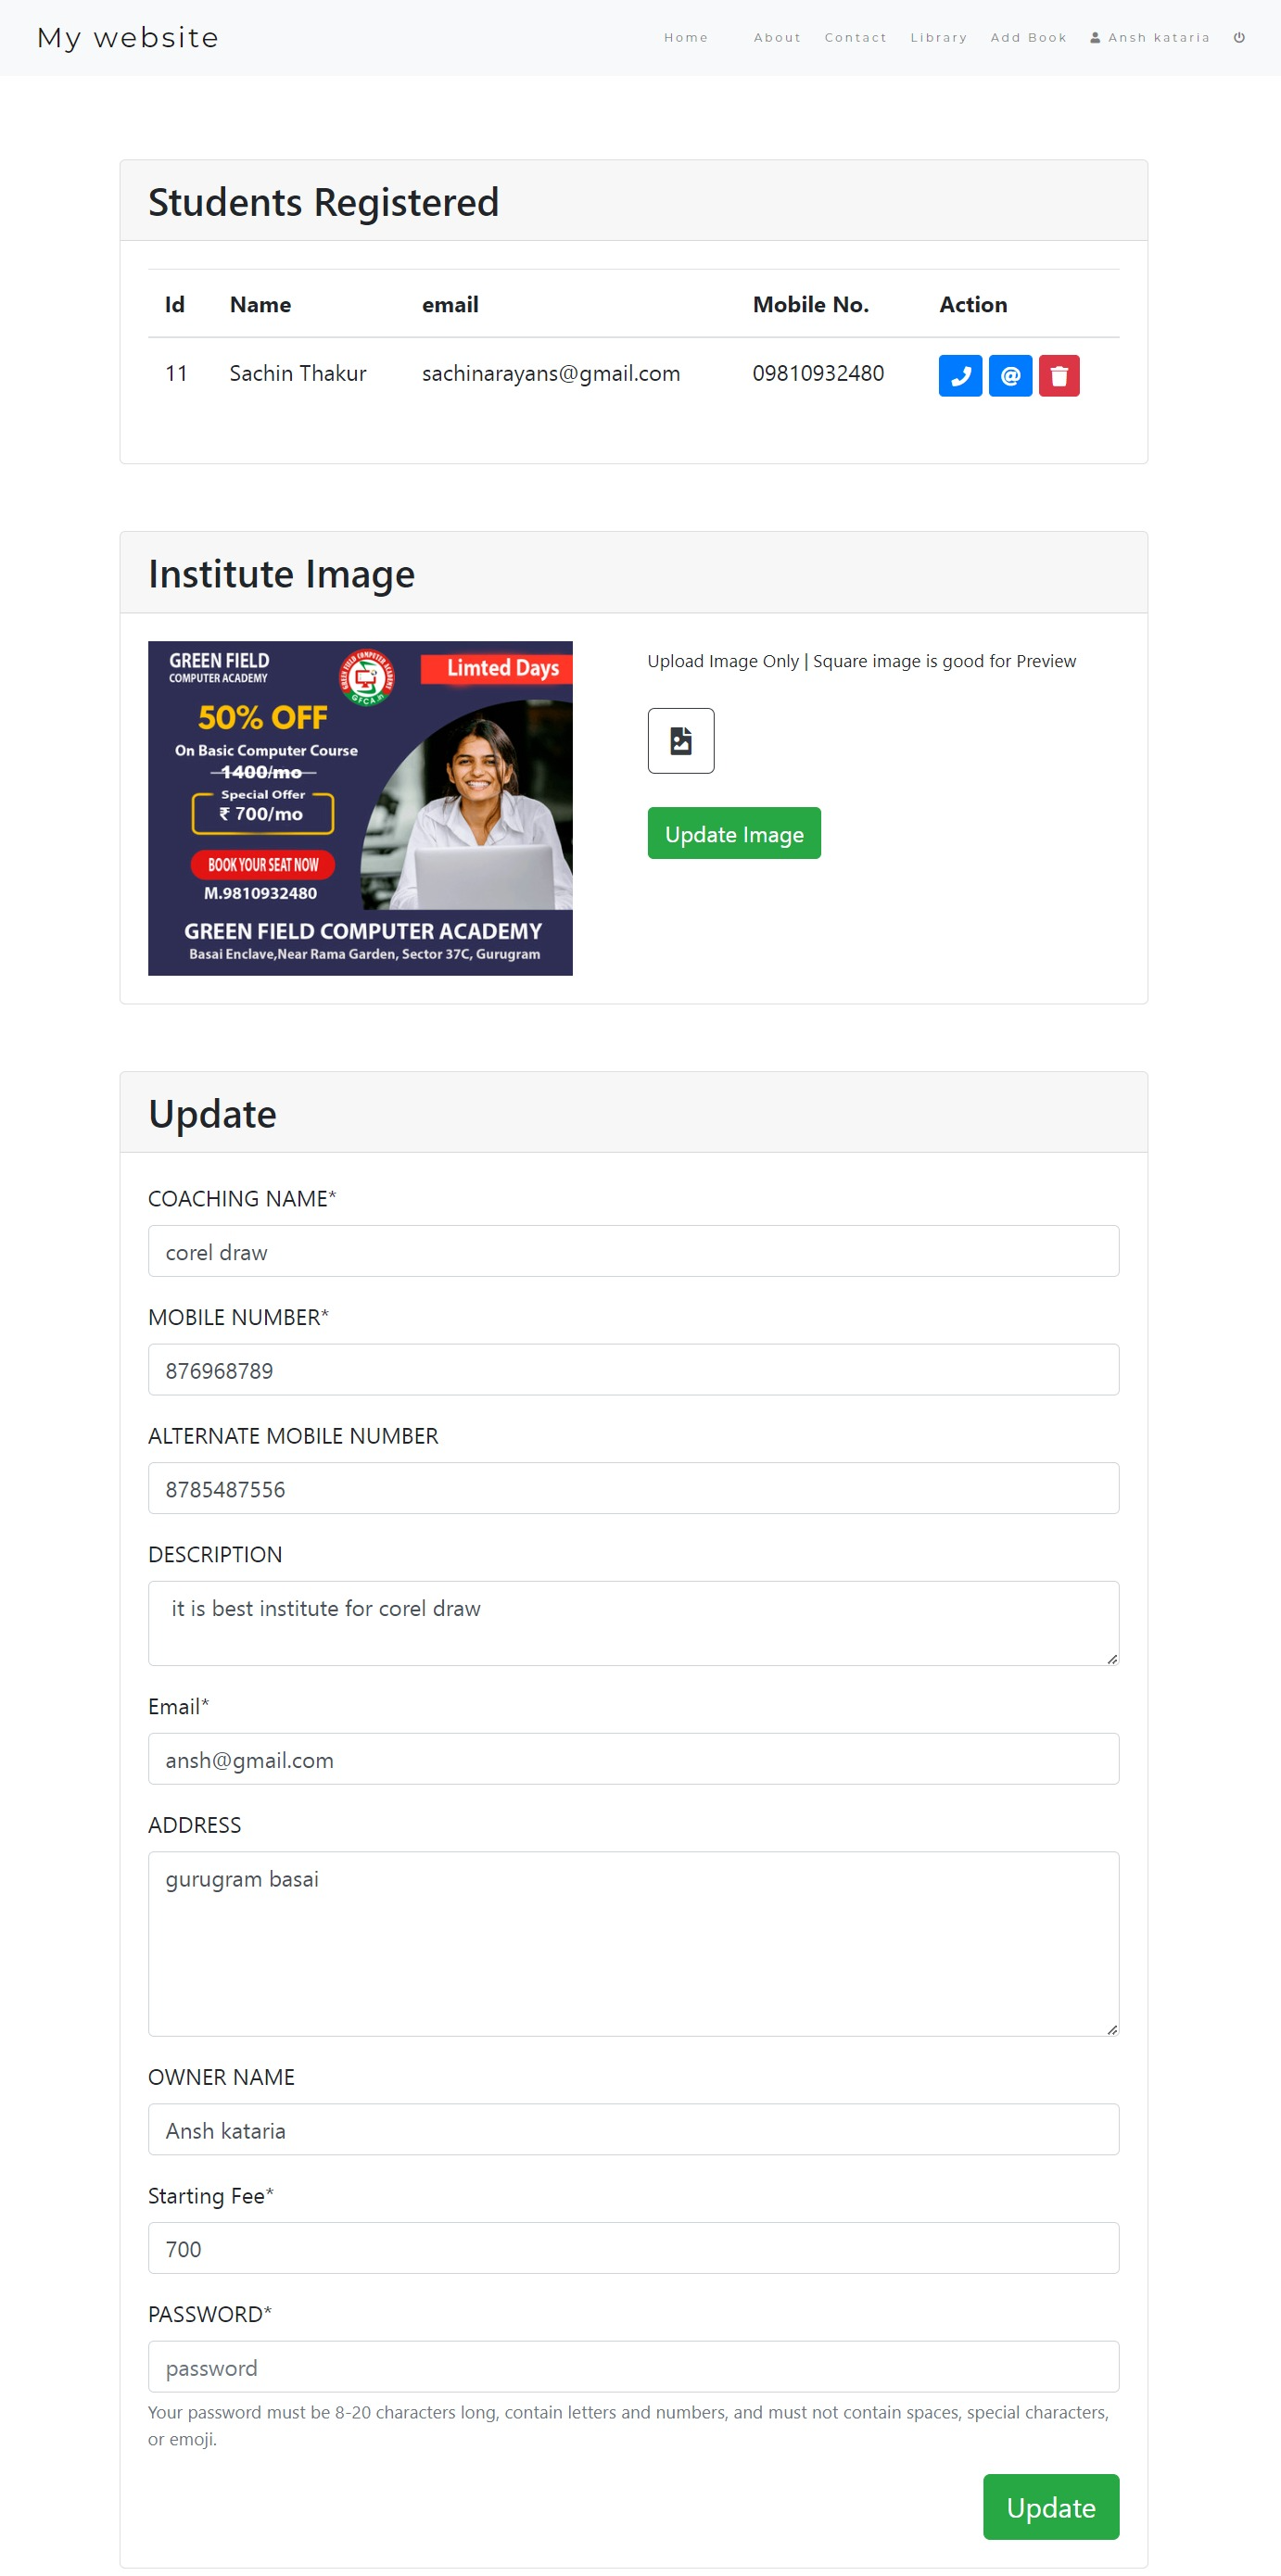 My website
Home About Contact Library Add Book Ansh kataria
Students Registered
Id Name email Mobile No. Action
11 Sachin Thakur sachinarayans@gmail.com 09810932480
Institute Image
GREEN FIELD
COMPUTER ACADEMY
GREEN FIELD COMPUTER ACADEMY
GFCA.in
Limted Days
50% OFF
On Basic Computer Course
1400/mo
Special Offer
₹ 700/mo
BOOK YOUR SEAT NOW
M.9810932480
GREEN FIELD COMPUTER ACADEMY
Basai Enclave,Near Rama Garden, Sector 37C, Gurugram
Upload Image Only | Square image is good for Preview
Update Image
Update
COACHING NAME*
corel draw
MOBILE NUMBER*
876968789
ALTERNATE MOBILE NUMBER
8785487556
DESCRIPTION
it is best institute for corel draw
Email*
ansh@gmail.com
ADDRESS
gurugram basai
OWNER NAME
Ansh kataria
Starting Fee*
700
PASSWORD*
password
Your password must be 8-20 characters long, contain letters and numbers, and must not contain spaces, special characters,
or emoji.
Update